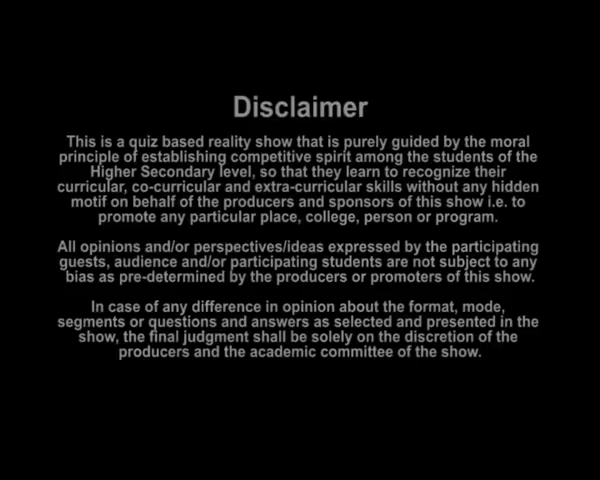 Disclaimer
This is a quiz based reality show that is purely guided by the moral
principle of establishing competitive spirit among the students of the
Higher Secondary level, so that they learn to recognize their
curricular, co-curricular and extra-curricular skills without any hidden
motif on behalf of the producers and sponsors of this show i.e. to
promote any particular place, college, person or program.
All opinions and/or perspectives/ideas expressed by the participating
guests, audience and/or participating students are not subject to any
bias as pre-determined by the producers or promoters of this show.
In case of any difference in opinion about the format, mode,
segments or questions and answers as selected and presented in the
show, the final judgment shall be solely on the discretion of the
producers and the academic committee of the show.